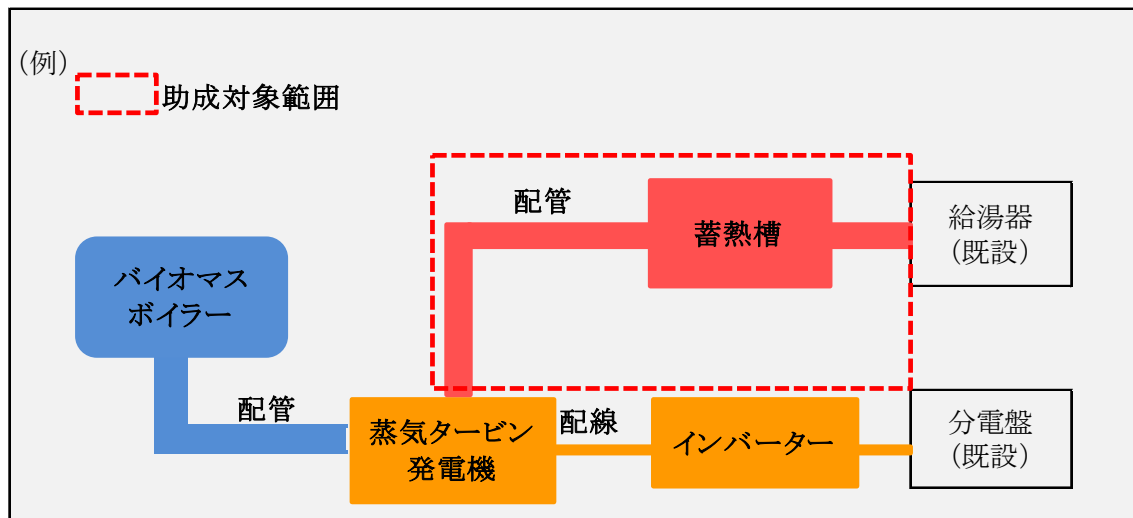 （例）
助成対象範囲
配管
蓄熱槽
給湯器
（既設）
バイオマス
ボイラー
配管
蒸気タービン
発電機
配線
インバーター
分電盤
（既設）